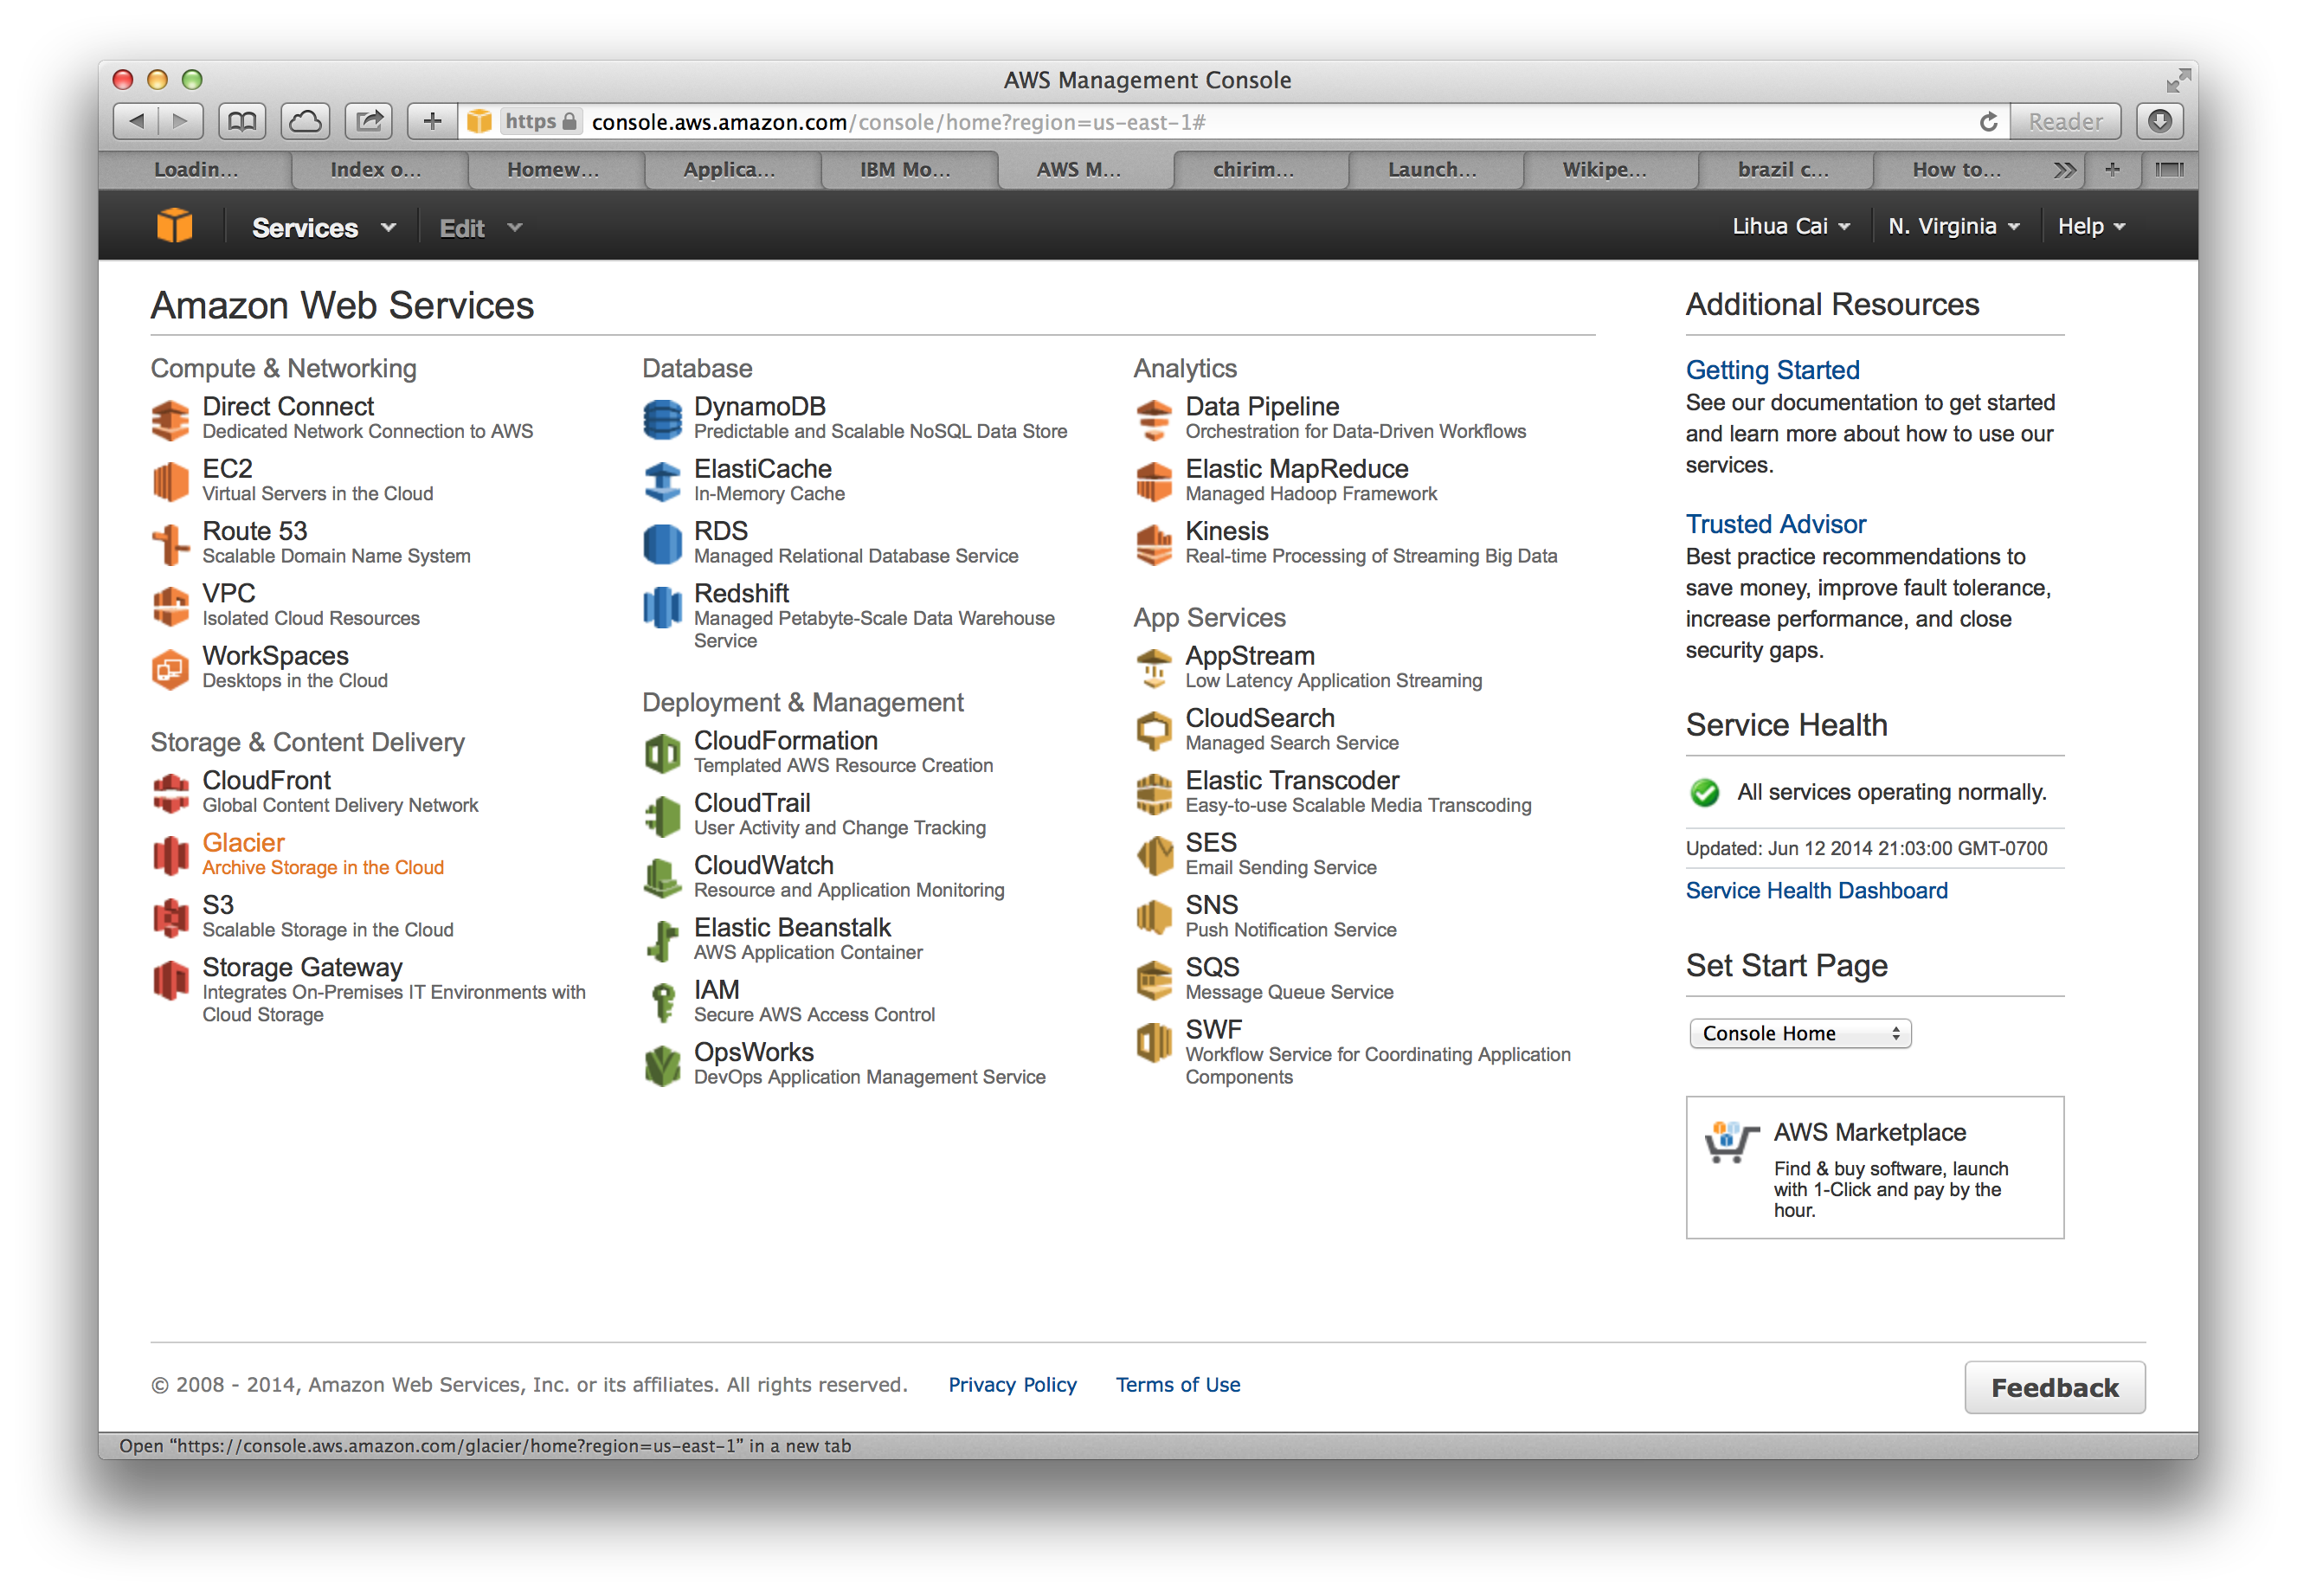 AWS Management Console
https console.aws.amazon.com/console/home?region=us-east-1# Reader
Loadin... Index o... Homew... Applica... IBM Mo... AWS M... chirim... Launch... Wikipe... brazil c... How to...
Services Edit Lihua Cai N. Virginia Help
Amazon Web Services
Compute & Networking
Direct Connect
Dedicated Network Connection to AWS
EC2
Virtual Servers in the Cloud
Route 53
Scalable Domain Name System
VPC
Isolated Cloud Resources
WorkSpaces
Desktops in the Cloud
Storage & Content Delivery
CloudFront
Global Content Delivery Network
Glacier
Archive Storage in the Cloud
S3
Scalable Storage in the Cloud
Storage Gateway
Integrates On-Premises IT Environments with
Cloud Storage
Database
DynamoDB
Predictable and Scalable NoSQL Data Store
ElastiCache
In-Memory Cache
RDS
Managed Relational Database Service
Redshift
Managed Petabyte-Scale Data Warehouse
Service
Deployment & Management
CloudFormation
Templated AWS Resource Creation
CloudTrail
User Activity and Change Tracking
CloudWatch
Resource and Application Monitoring
Elastic Beanstalk
AWS Application Container
IAM
Secure AWS Access Control
OpsWorks
DevOps Application Management Service
Analytics
Data Pipeline
Orchestration for Data-Driven Workflows
Elastic MapReduce
Managed Hadoop Framework
Kinesis
Real-time Processing of Streaming Big Data
App Services
AppStream
Low Latency Application Streaming
CloudSearch
Managed Search Service
Elastic Transcoder
Easy-to-use Scalable Media Transcoding
SES
Email Sending Service
SNS
Push Notification Service
SQS
Message Queue Service
SWF
Workflow Service for Coordinating Application
Components
Additional Resources
Getting Started
See our documentation to get started
and learn more about how to use our
services.
Trusted Advisor
Best practice recommendations to
save money, improve fault tolerance,
increase performance, and close
security gaps.
Service Health
All services operating normally.
Updated: Jun 12 2014 21:03:00 GMT-0700
Service Health Dashboard
Set Start Page
Console Home
AWS Marketplace
Find & buy software, launch
with 1-Click and pay by the
hour.
© 2008 - 2014, Amazon Web Services, Inc. or its affiliates. All rights reserved. Privacy Policy Terms of Use
Feedback
Open "https://console.aws.amazon.com/glacier/home?region=us-east-1" in a new tab